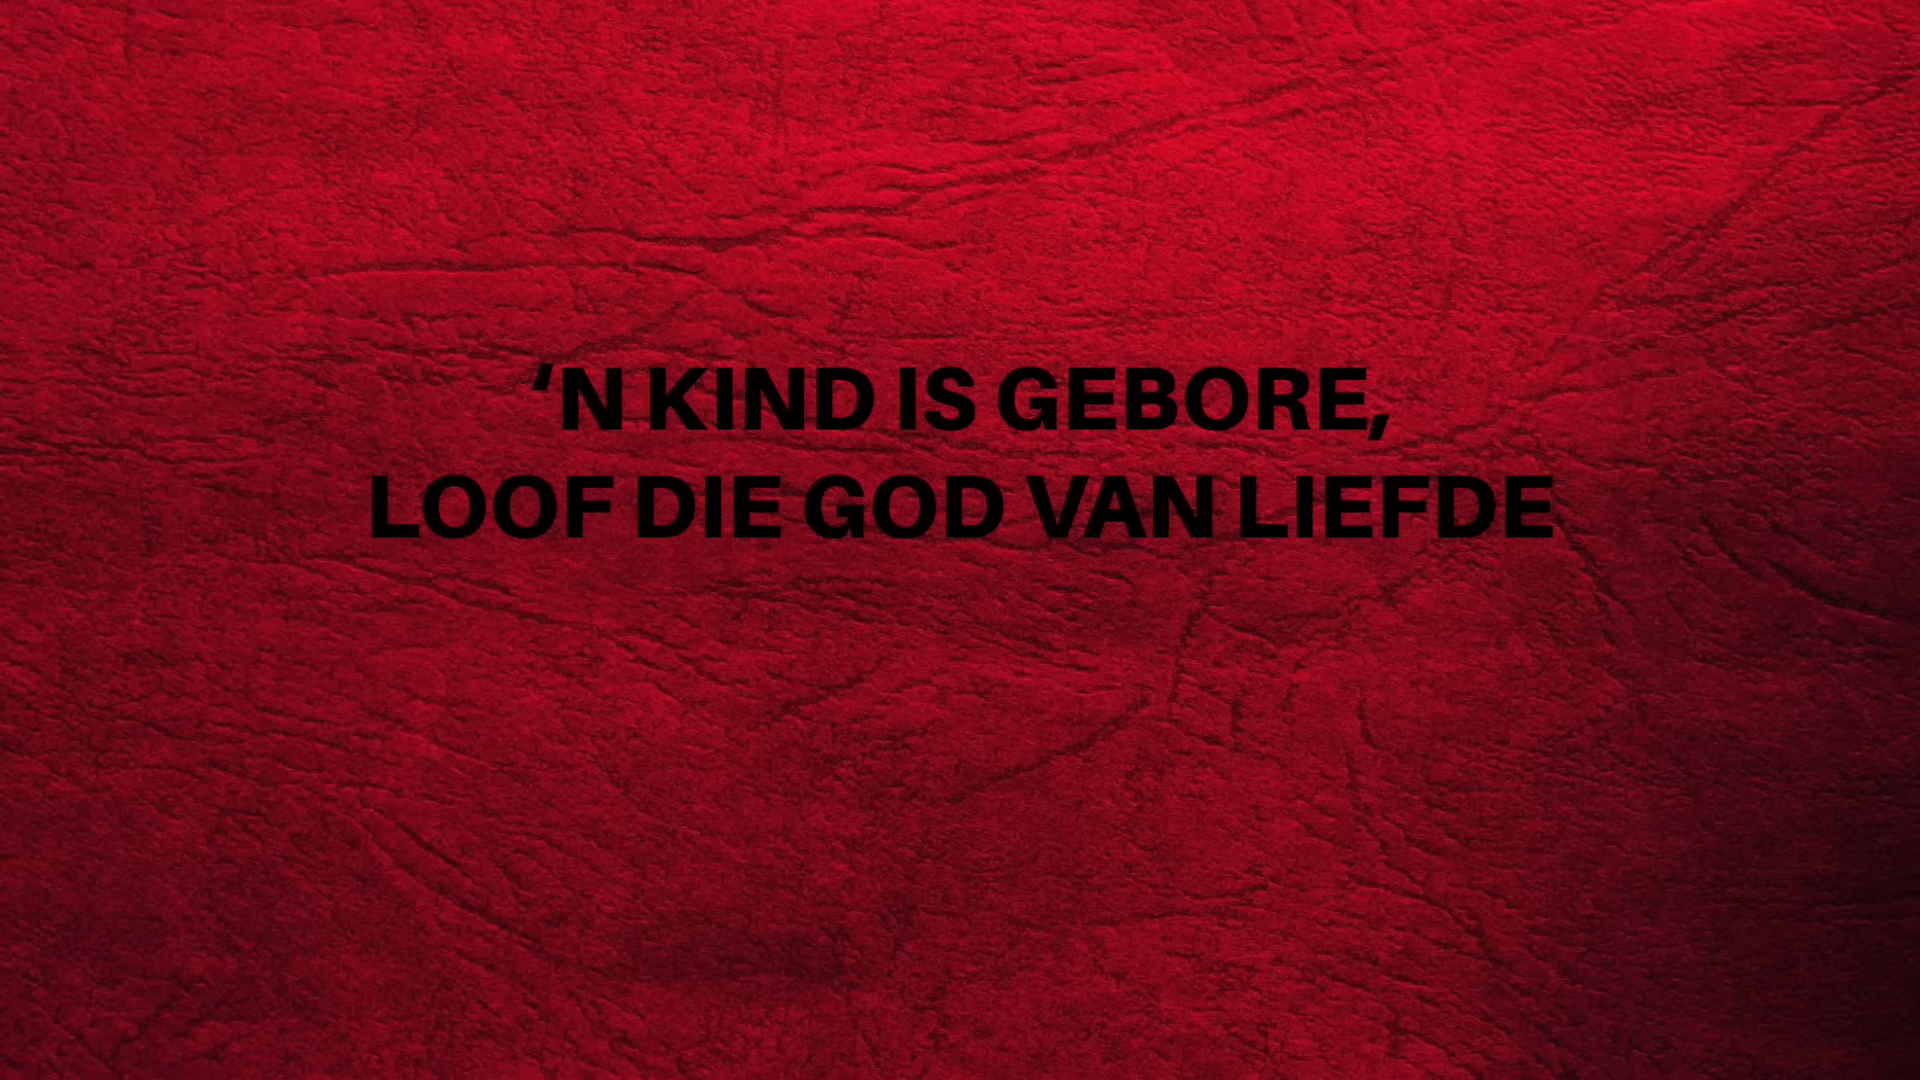 ‘N KIND IS GEBORE,
LOOF DIE GOD VAN LIEFDE